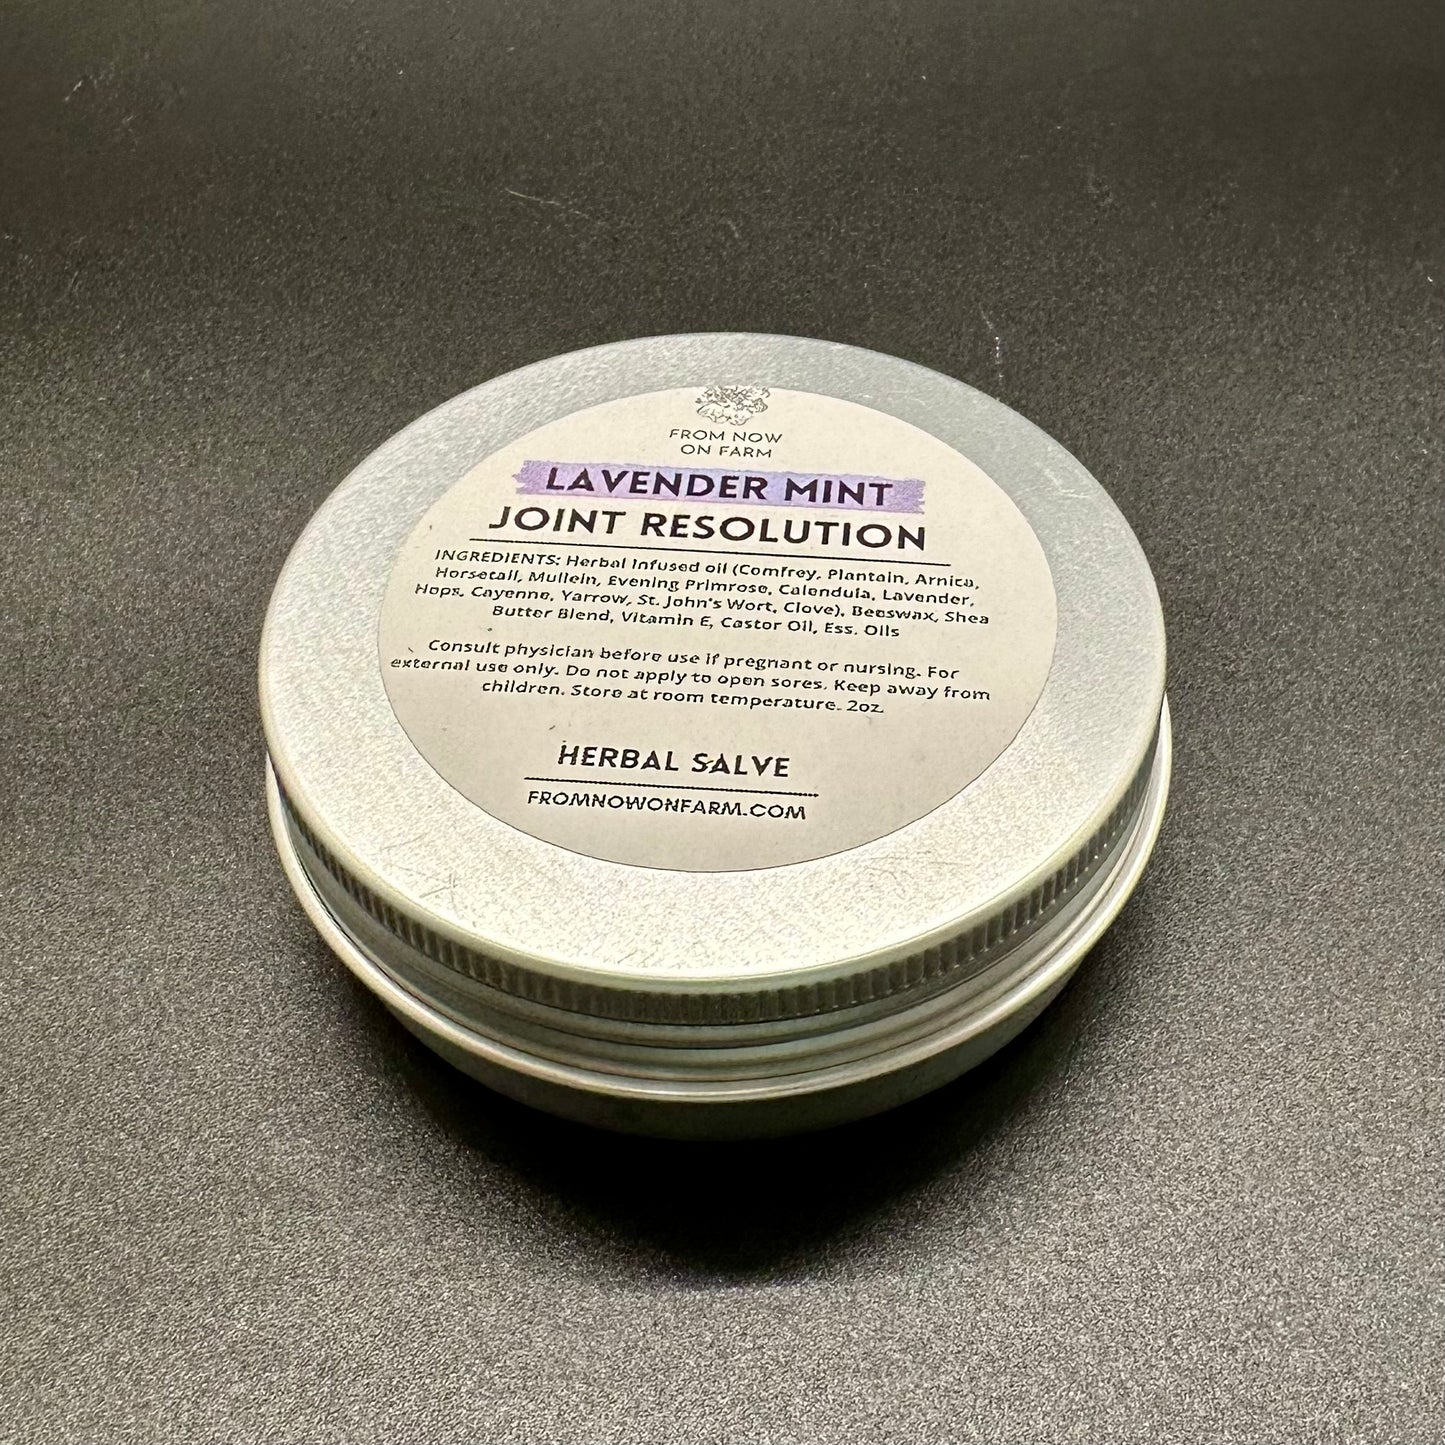 FROM NOW
ON FARM
LAVENDER MINT
JOINT RESOLUTION
INGREDIENTS: Herbal Infused oil (Comfrey, Plantain, Arnica,
Horsetail, Mullein, Evening Primrose, Calendula, Lavender,
Hops, Cayenne, Yarrow, St. John's Wort, Clove), Beeswax, Shea
Butter Blend, Vitamin E, Castor Oil, Ess. Oils
Consult physician before use if pregnant or nursing. For
external use only. Do not apply to open sores. Keep away from
children. Store at room temperature. 2oz.
HERBAL SALVE
FROMNOWONFARM.COM